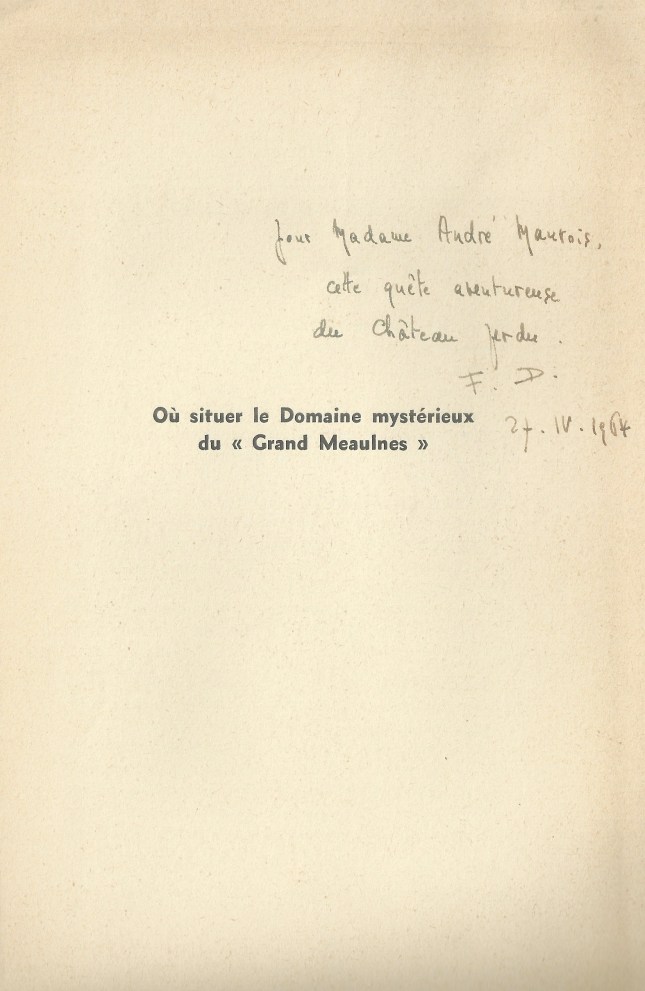 Pour Madame André Maurois,
cette quête aventureuse
du Château perdu.
F. D.
Où situer le Domaine mystérieux
27.IV.1964
du « Grand Meaulnes »